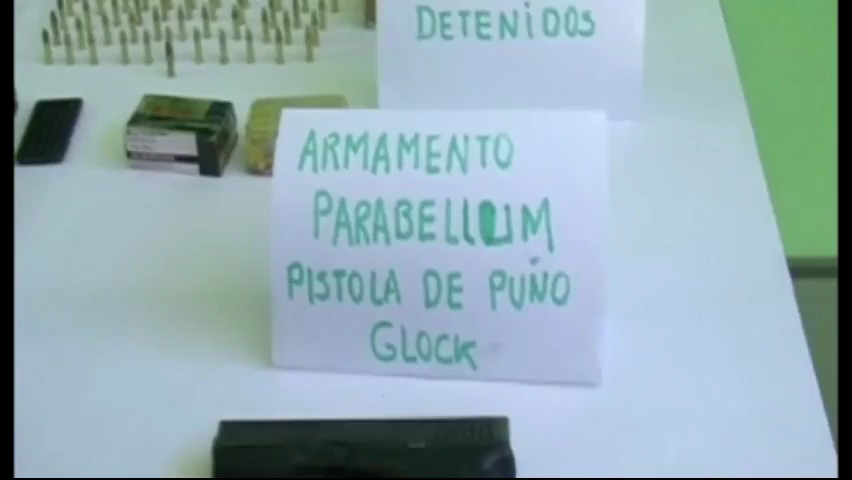 DETENIDOS
ARMAMENTO
PARABELLUM
PISTOLA DE PUÑO
GLOCK